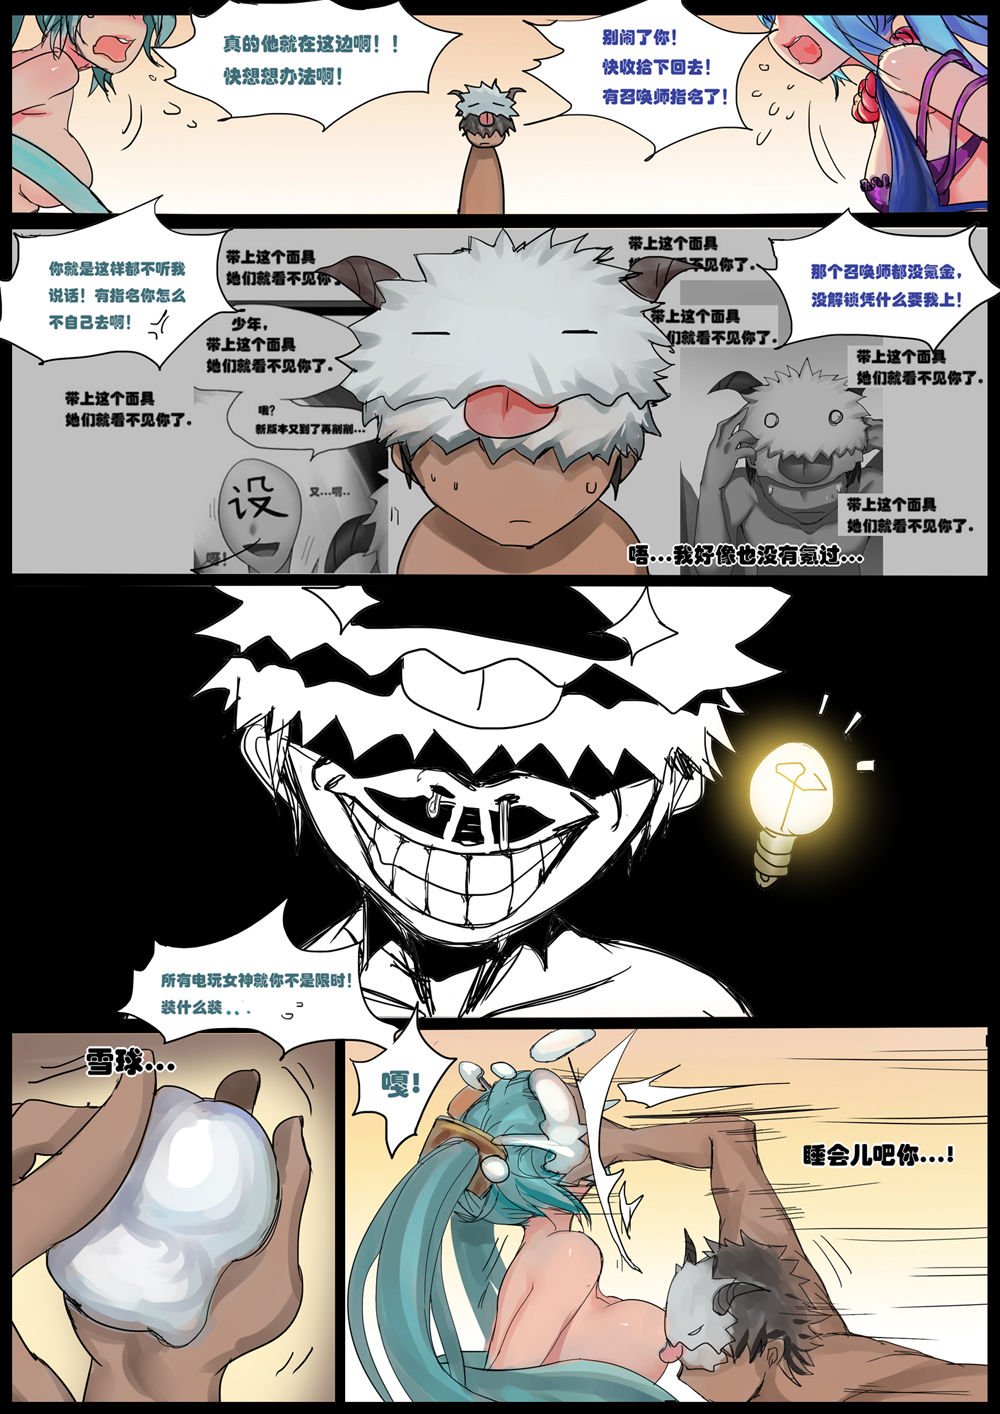 真的他就在这边啊！！
快想想办法啊！
别闹了你！
快收拾下回去！
有召唤师指名了！
你就是这样都不听我
说话！有指名你怎么
不自己去啊！
带上这个面具
她们就看不见你了。
带上这个面具
她们就看不见你了。
那个召唤师都没氪金，
没解锁凭什么要我上！
少年，
带上这个面具
她们就看不见你了。
带上这个面具
她们就看不见你了。
带上这个面具
她们就看不见你了。
带上这个面具
她们就看不见你了。
哦？
新版本又到了再削削...
设
又...啊..
呀！
带上这个面具
她们就看不见你了。
唔...我好像也没有氪过...
所有电玩女神就你不是限时！
装什么装...
雪球...
嘎！
睡会儿吧你...！